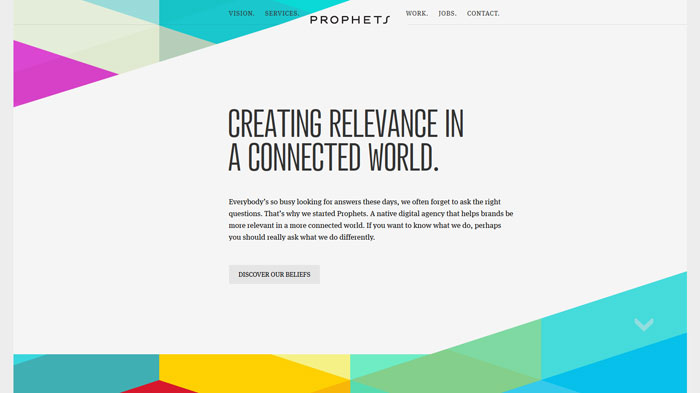 VISION. SERVICES. PROPHETS WORK. JOBS. CONTACT.
CREATING RELEVANCE IN
A CONNECTED WORLD.
Everybody's so busy looking for answers these days, we often forget to ask the right
questions. That's why we started Prophets. A native digital agency that helps brands be
more relevant in a more connected world. If you want to know what we do, perhaps
you should really ask what we do differently.
DISCOVER OUR BELIEFS